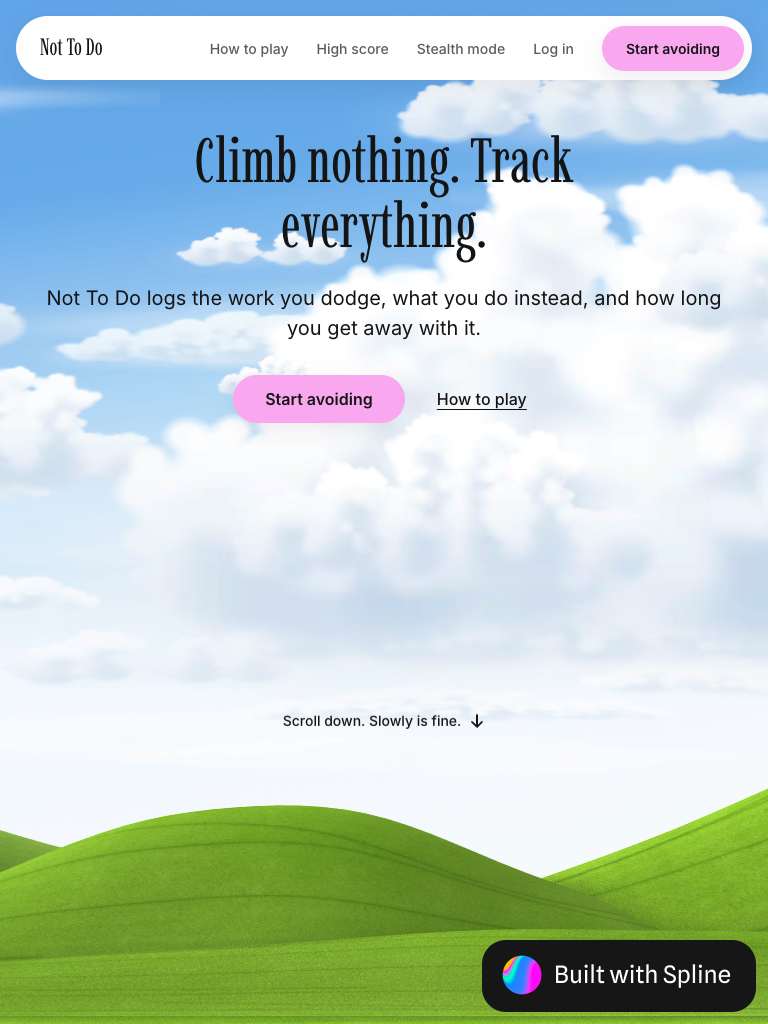 Not To Do
How to play
High score
Stealth mode
Log in
Start avoiding
Climb nothing. Track
everything.
Not To Do logs the work you dodge, what you do instead, and how long
you get away with it.
Start avoiding
How to play
Scroll down. Slowly is fine.
Built with Spline